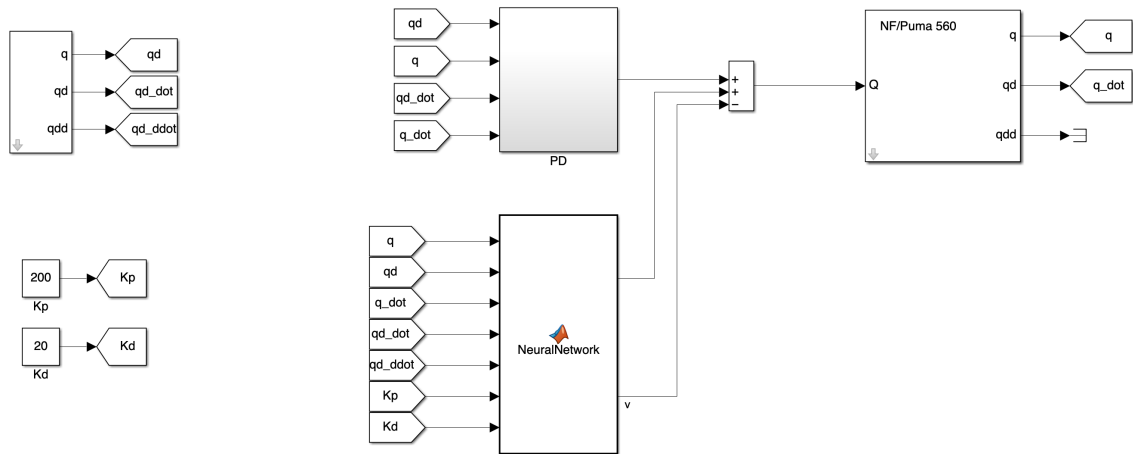 q
qd
qd
qd_dot
qdd
qd_ddot
200
Kp
Kp
20
Kd
Kd
qd
q
qd_dot
q_dot
PD
q
qd
q_dot
qd_dot
qd_ddot
Kp
Kd
NeuralNetwork
v
+
+
−
NF/Puma 560
Q
q
q
qd
q_dot
qdd